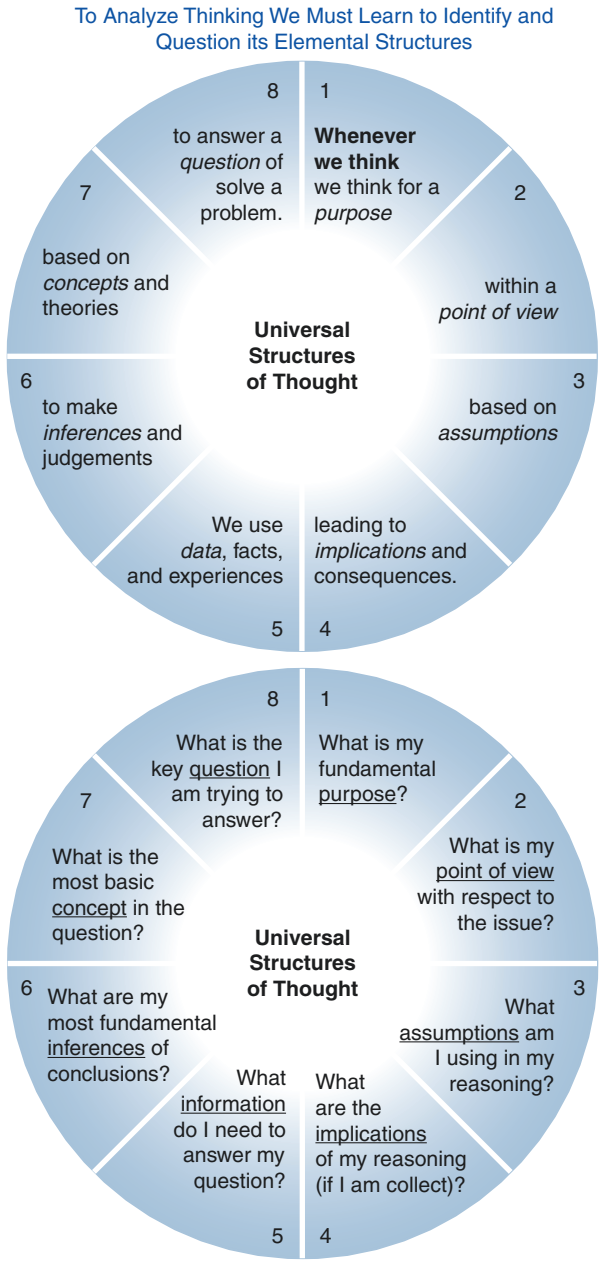 To Analyze Thinking We Must Learn to Identify and
Question its Elemental Structures
1
Whenever
we think
we think for a
purpose
2
within a
point of view
3
based on
assumptions
4
leading to
implications and
consequences.
5
We use
data, facts,
and experiences
6
to make
inferences and
judgements
7
based on
concepts and
theories
8
to answer a
question of
solve a
problem.
Universal
Structures
of Thought
1
What is my
fundamental
purpose?
2
What is my
point of view
with respect to
the issue?
3
What
assumptions am
I using in my
reasoning?
4
What
are the
implications
of my reasoning
(if I am collect)?
5
What
information
do I need to
answer my
question?
6
What are my
most fundamental
inferences of
conclusions?
7
What is the
most basic
concept in the
question?
8
What is the
key question I
am trying to
answer?
Universal
Structures
of Thought